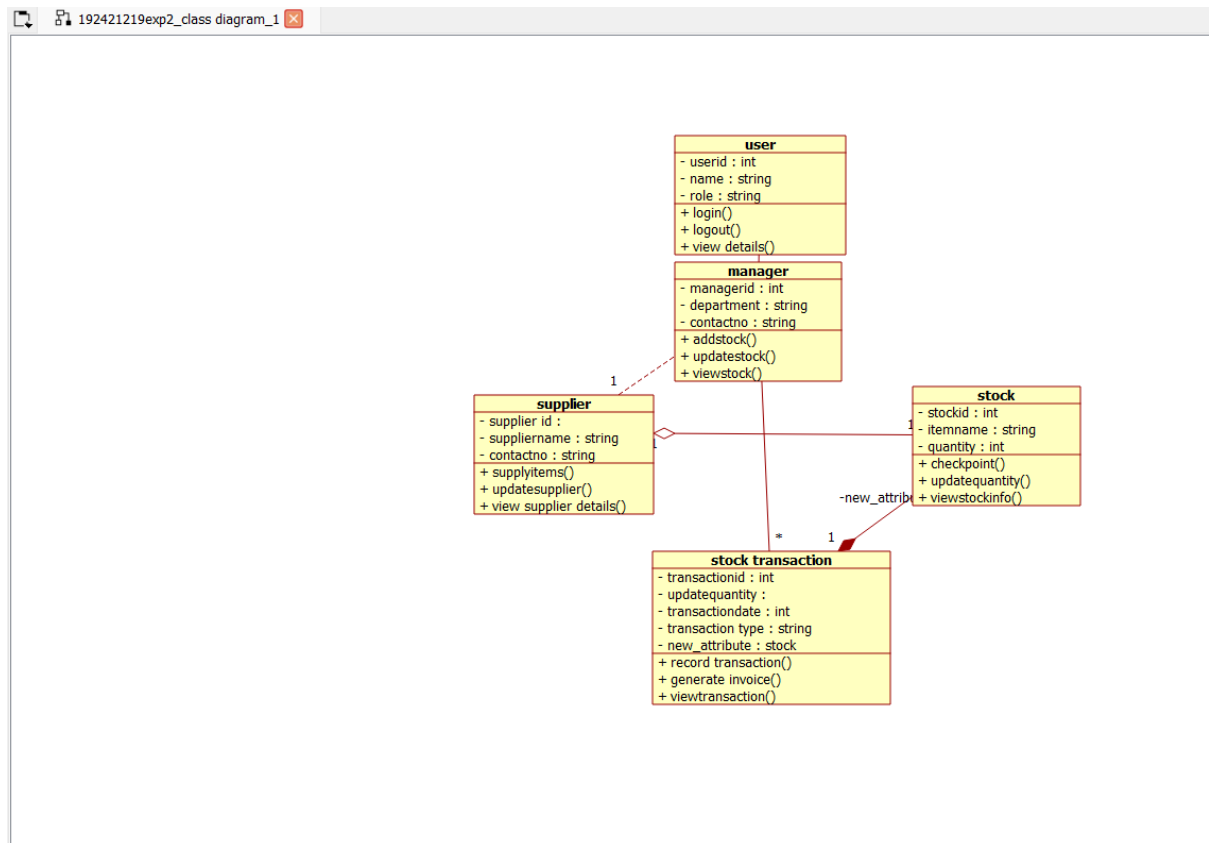 192421219exp2_class diagram_1
user
- userid : int
- name : string
- role : string
+ login()
+ logout()
+ view details()
manager
- managerid : int
- department : string
- contactno : string
+ addstock()
+ updatestock()
+ viewstock()
1
supplier
- supplier id :
- suppliername : string
- contactno : string
+ supplyitems()
+ updatesupplier()
+ view supplier details()
1
1
stock
- stockid : int
- itemname : string
- quantity : int
+ checkpoint()
+ updatequantity()
+ viewstockinfo()
-new_attribu
* 1
stock transaction
- transactionid : int
- updatequantity :
- transactiondate : int
- transaction type : string
- new_attribute : stock
+ record transaction()
+ generate invoice()
+ viewtransaction()